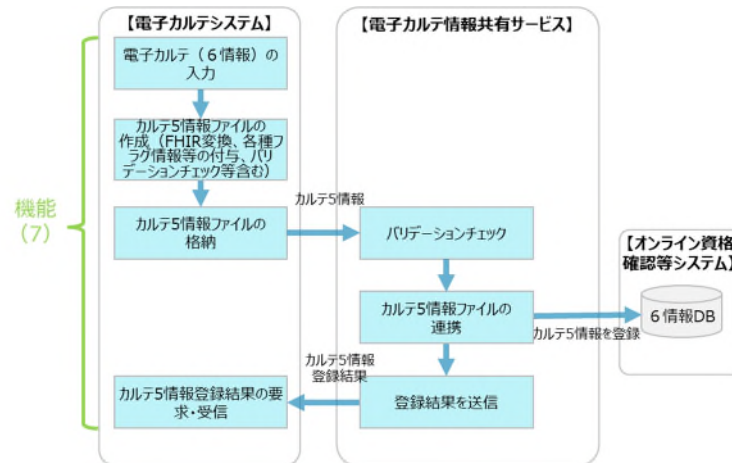 【電子カルテシステム】
電子カルテ（６情報）の
入力
カルテ5情報ファイルの
作成（FHIR変換、各種フ
ラグ情報等の付与、バリ
デーションチェック等含む）
カルテ5情報ファイルの
格納
カルテ5情報登録結果の要
求・受信
機能
（7）
カルテ5情報
【電子カルテ情報共有サービス】
バリデーションチェック
カルテ5情報ファイルの
連携
登録結果を送信
カルテ5情報
登録結果
カルテ5情報を登録
【オンライン資格
確認等システム】
６情報DB